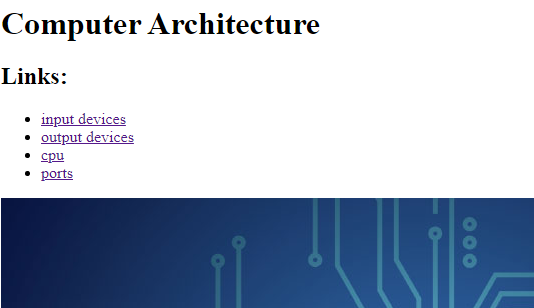 Computer Architecture
Links:
input devices
output devices
cpu
ports